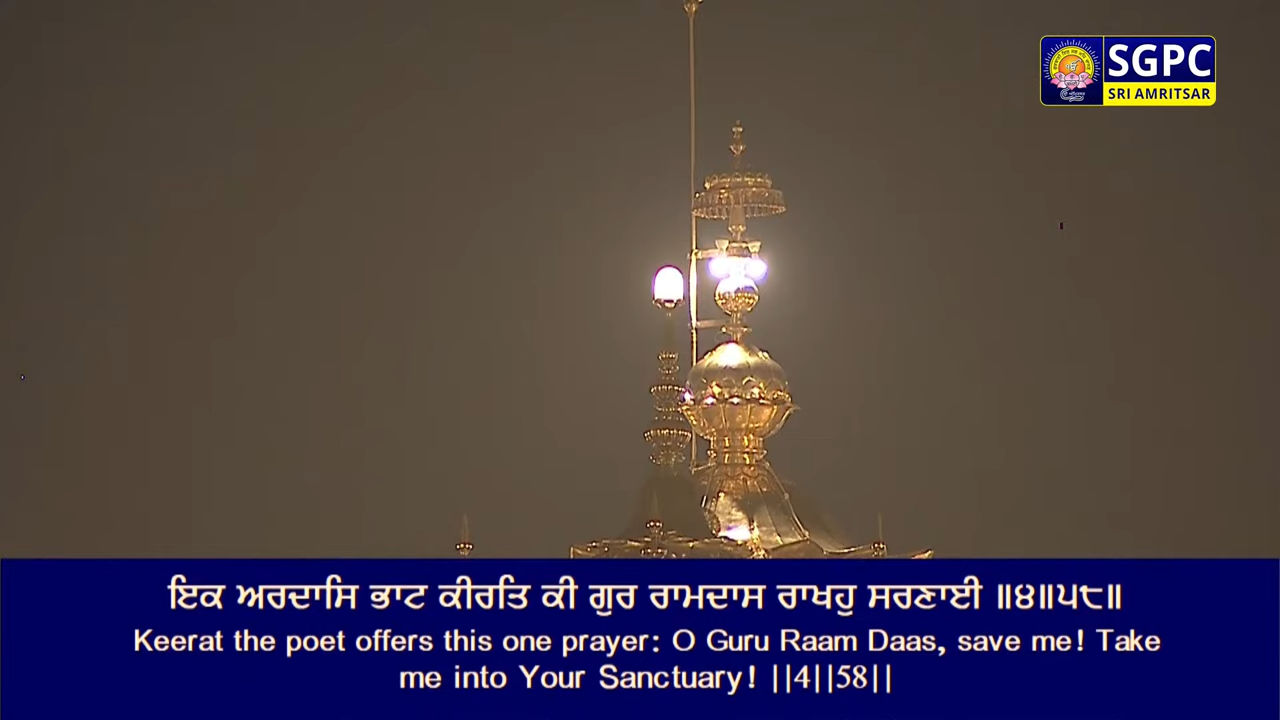 SGPC
SRI AMRITSAR
ਇਕ ਅਰਦਾਸਿ ਭਾਟ ਕੀਰਤਿ ਕੀ ਗੁਰ ਰਾਮਦਾਸ ਰਾਖਹੁ ਸਰਣਾਈ ॥੪॥੫੮॥
Keerat the poet offers this one prayer: O Guru Raam Daas, save me! Take
me into Your Sanctuary! ||4||58||